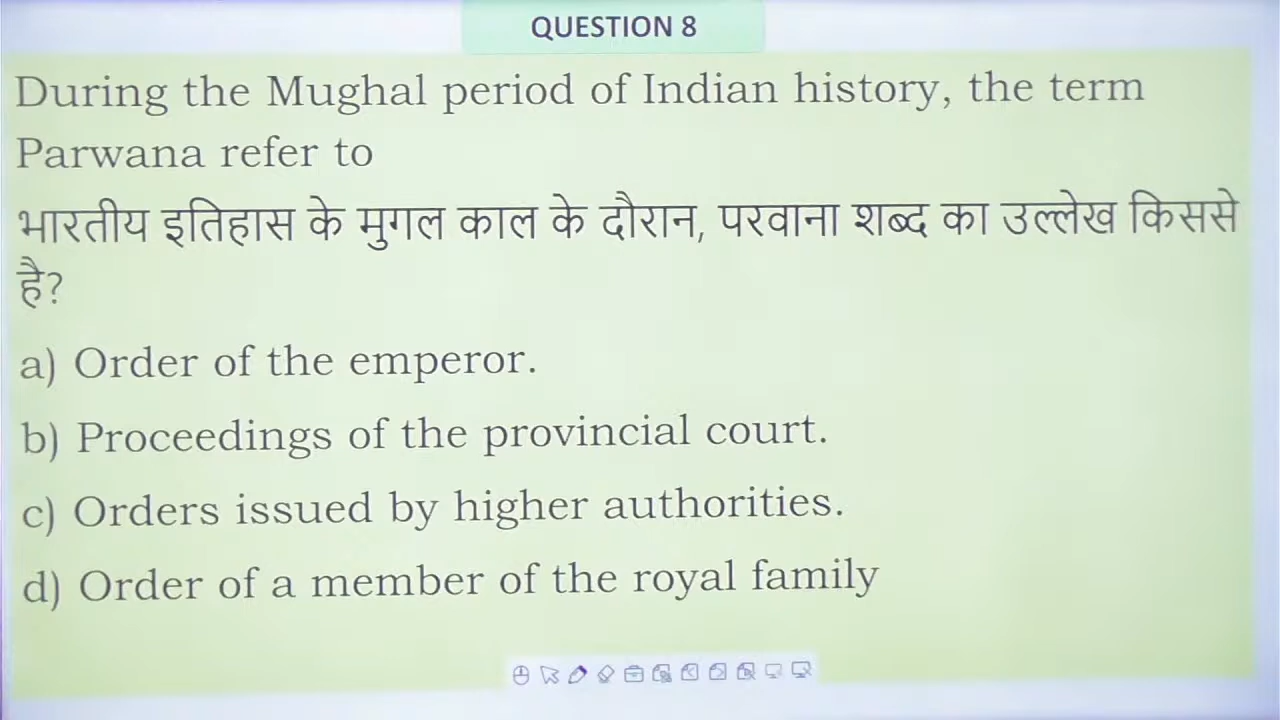 QUESTION 8
During the Mughal period of Indian history, the term
Parwana refer to
भारतीय इतिहास के मुगल काल के दौरान, परवाना शब्द का उल्लेख किससे
है?
a) Order of the emperor.
b) Proceedings of the provincial court.
c) Orders issued by higher authorities.
d) Order of a member of the royal family